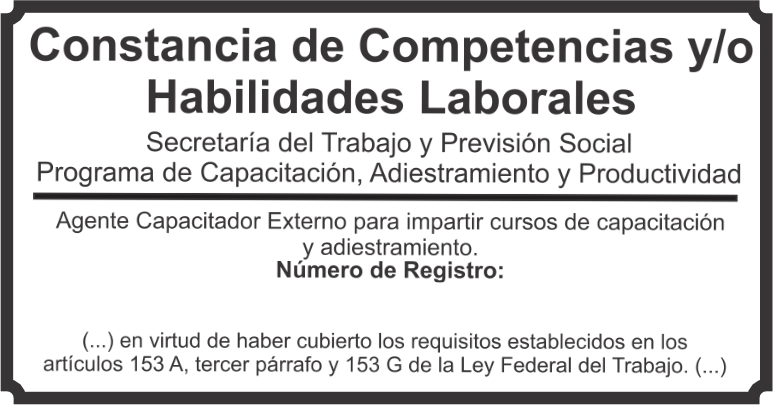 Constancia de Competencias y/o
Habilidades Laborales
Secretaría del Trabajo y Previsión Social
Programa de Capacitación, Adiestramiento y Productividad
Agente Capacitador Externo para impartir cursos de capacitación
y adiestramiento.
Número de Registro:
(...) en virtud de haber cubierto los requisitos establecidos en los
artículos 153 A, tercer párrafo y 153 G de la Ley Federal del Trabajo. (...)